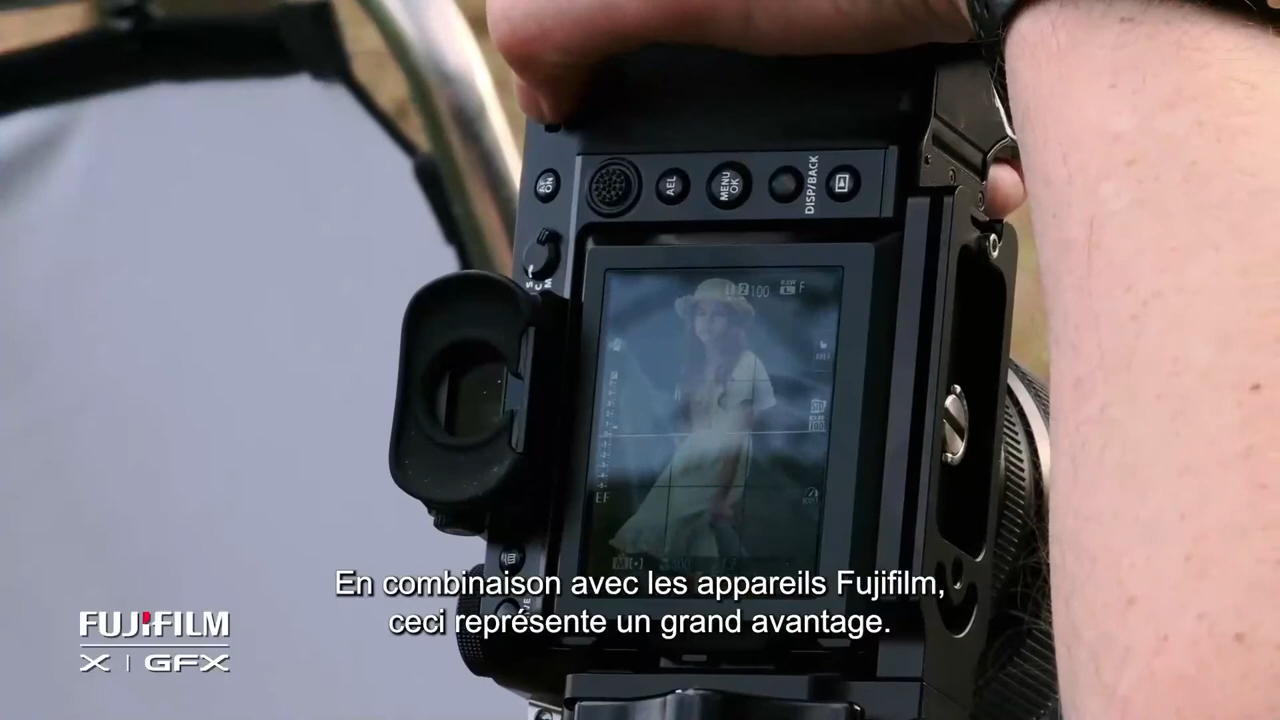 AF
ON
AEL
MENU
OK
DISP/BACK
S
C
M
100
F
EF
En combinaison avec les appareils Fujifilm,
ceci représente un grand avantage.
FUJIFILM
X | GFX